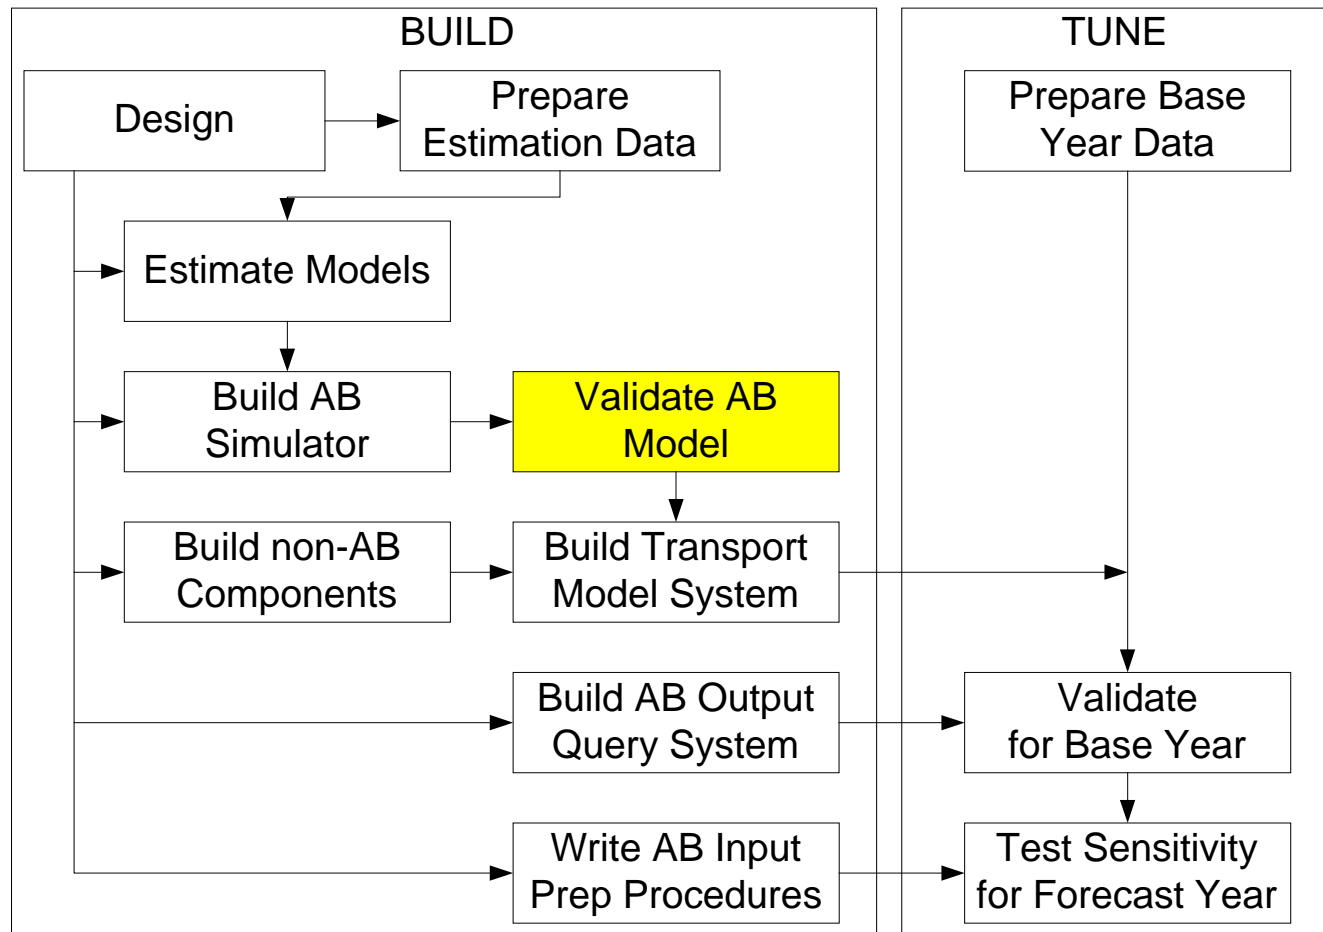 BUILD
TUNE
Design
Prepare
Estimation Data
Prepare Base
Year Data
Estimate Models
Build AB
Simulator
Validate AB
Model
Build non-AB
Components
Build Transport
Model System
Build AB Output
Query System
Validate
for Base Year
Write AB Input
Prep Procedures
Test Sensitivity
for Forecast Year